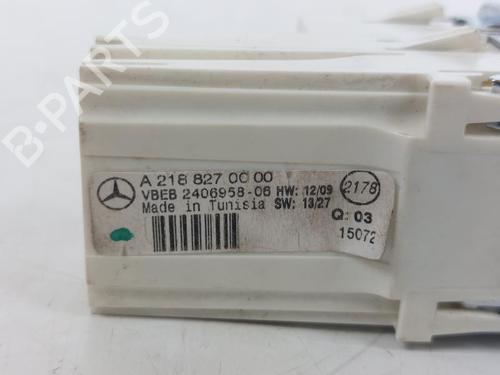 B-PARTS
A 218 827 00 00
VBEB 2406958-06 HW: 12/09
Made in Tunisia SW: 13/27
2178
Q: 03
15072